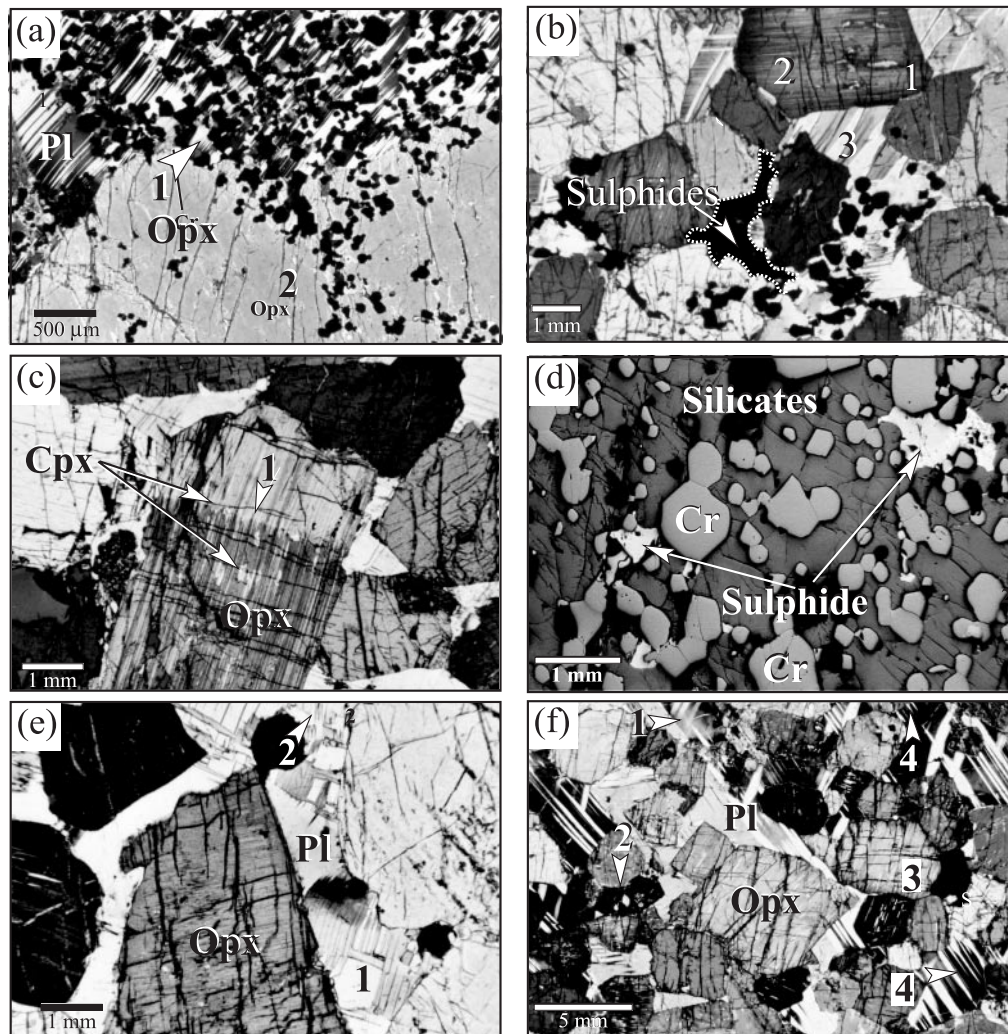 (a)
Pl
1
Opx
2
Opx
500 µm
(b)
2
1
3
Sulphides
1 mm
(c)
Cpx
1
Opx
1 mm
(d)
Silicates
Cr
Sulphide
Cr
1 mm
(e)
2
2
Pl
Opx
1
1 mm
(f)
1
4
Pl
2
Opx
3
s
4
5 mm